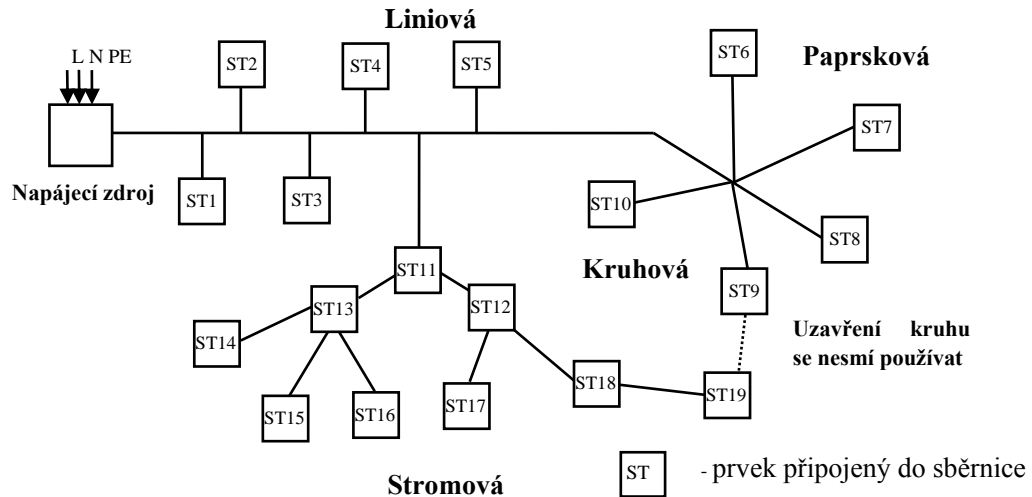 Liniová
L N PE
ST2
ST4
ST5
ST6
Paprsková
ST7
Napájecí zdroj
ST1
ST3
ST10
ST8
ST11
Kruhová
ST9
ST13
ST12
ST14
Uzavření kruhu
se nesmí používat
ST18
ST19
ST15
ST16
ST17
Stromová
ST - prvek připojený do sběrnice